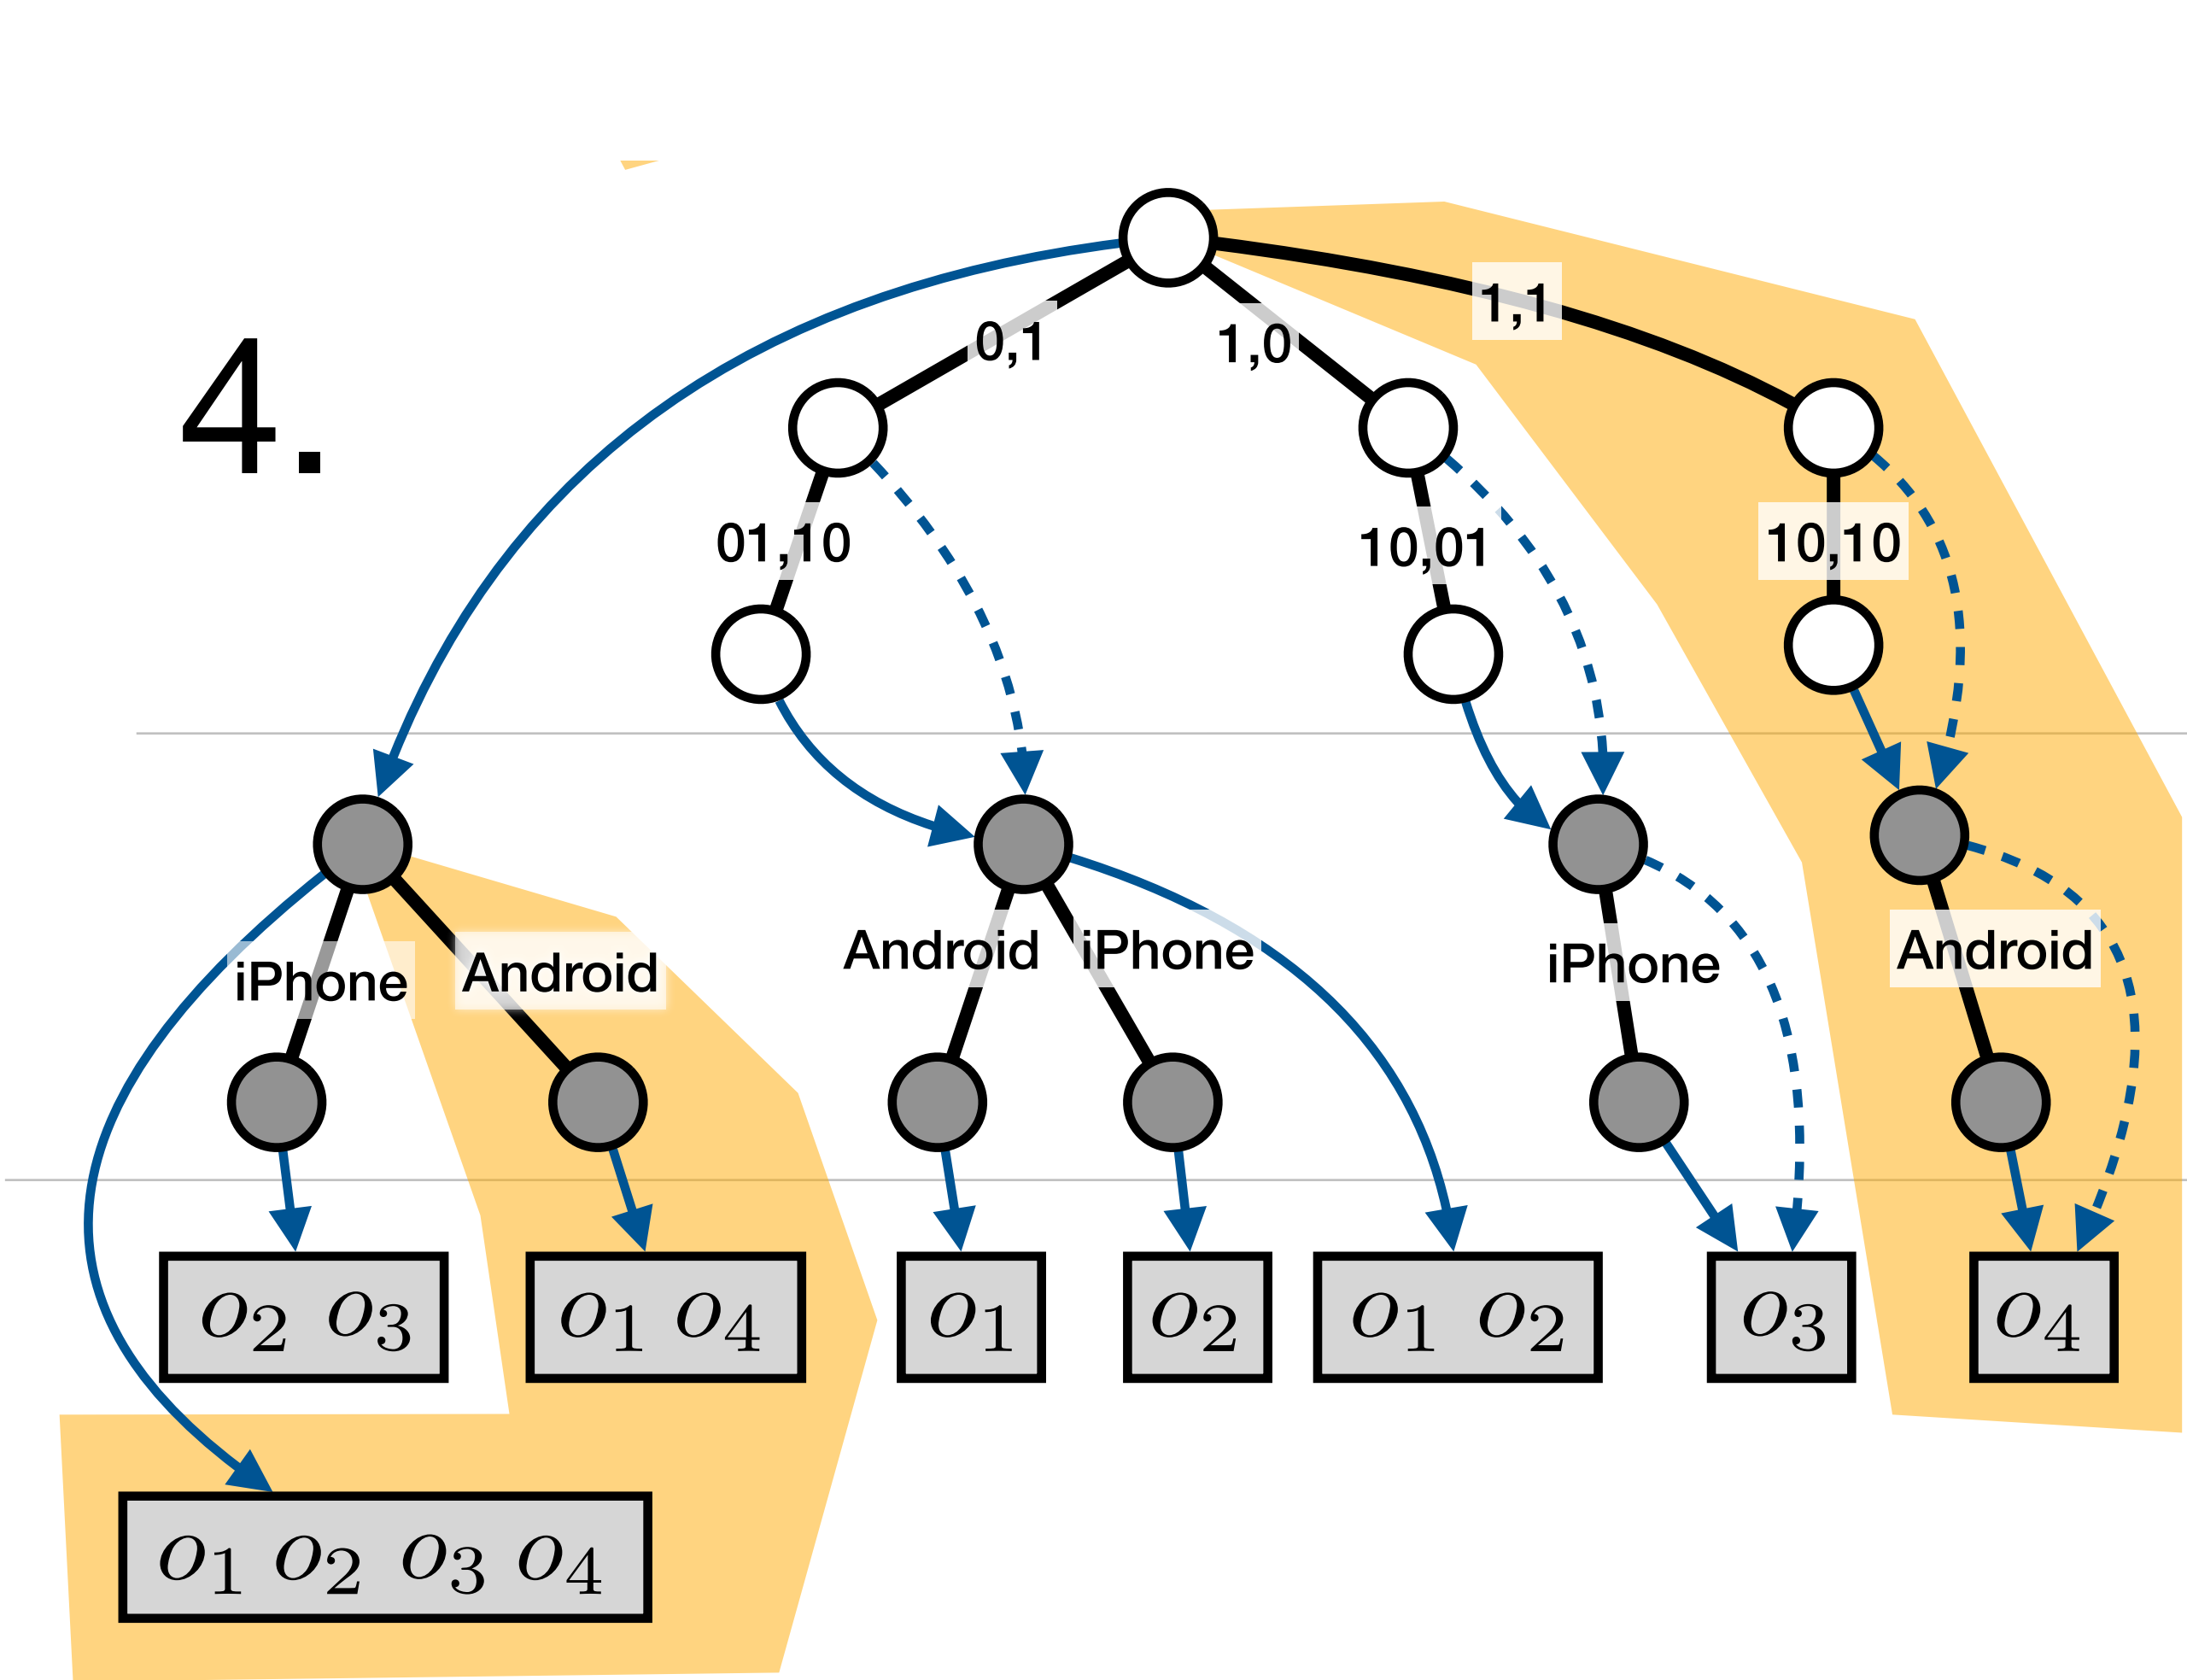 4.
0,1
1,0
1,1
01,10
10,01
10,10
iPhone
Android
Android
iPhone
iPhone
Android
o₂ o₃
o₁ o₄
o₁
o₂
o₁ o₂
o₃
o₄
o₁ o₂ o₃ o₄